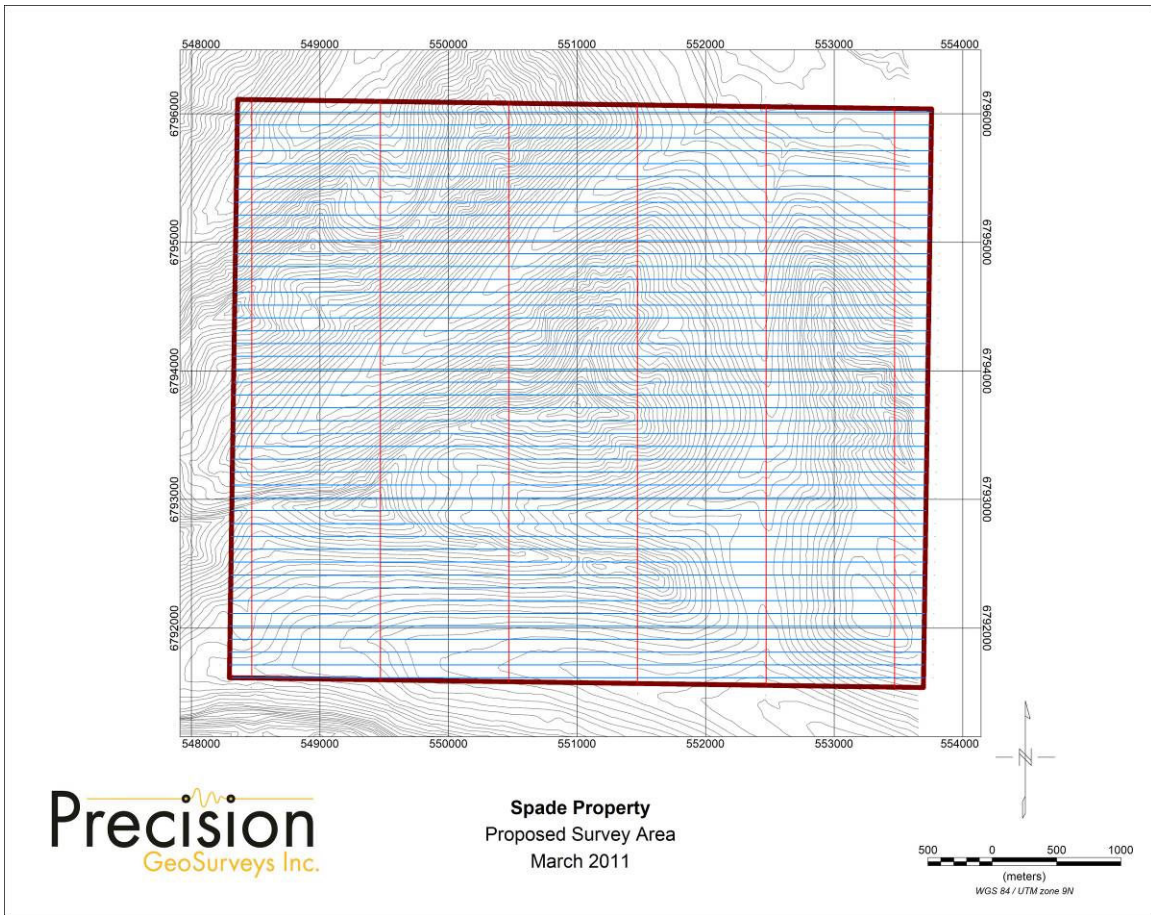 548000 549000 550000 551000 552000 553000 554000
6796000 6796000
6795000 6795000
6794000 6794000
6793000 6793000
6792000 6792000
548000 549000 550000 551000 552000 553000 554000
N
Precision
GeoSurveys Inc.
Spade Property
Proposed Survey Area
March 2011
500 0 500 1000
(meters)
WGS 84 / UTM zone 9N